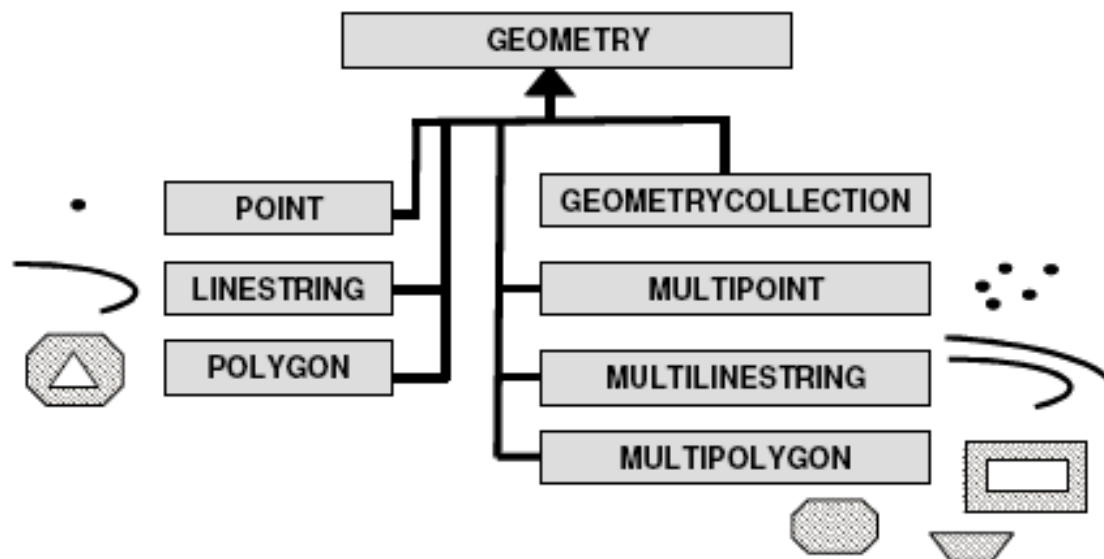 GEOMETRY
POINT
GEOMETRYCOLLECTION
LINESTRING
MULTIPOINT
POLYGON
MULTILINESTRING
MULTIPOLYGON